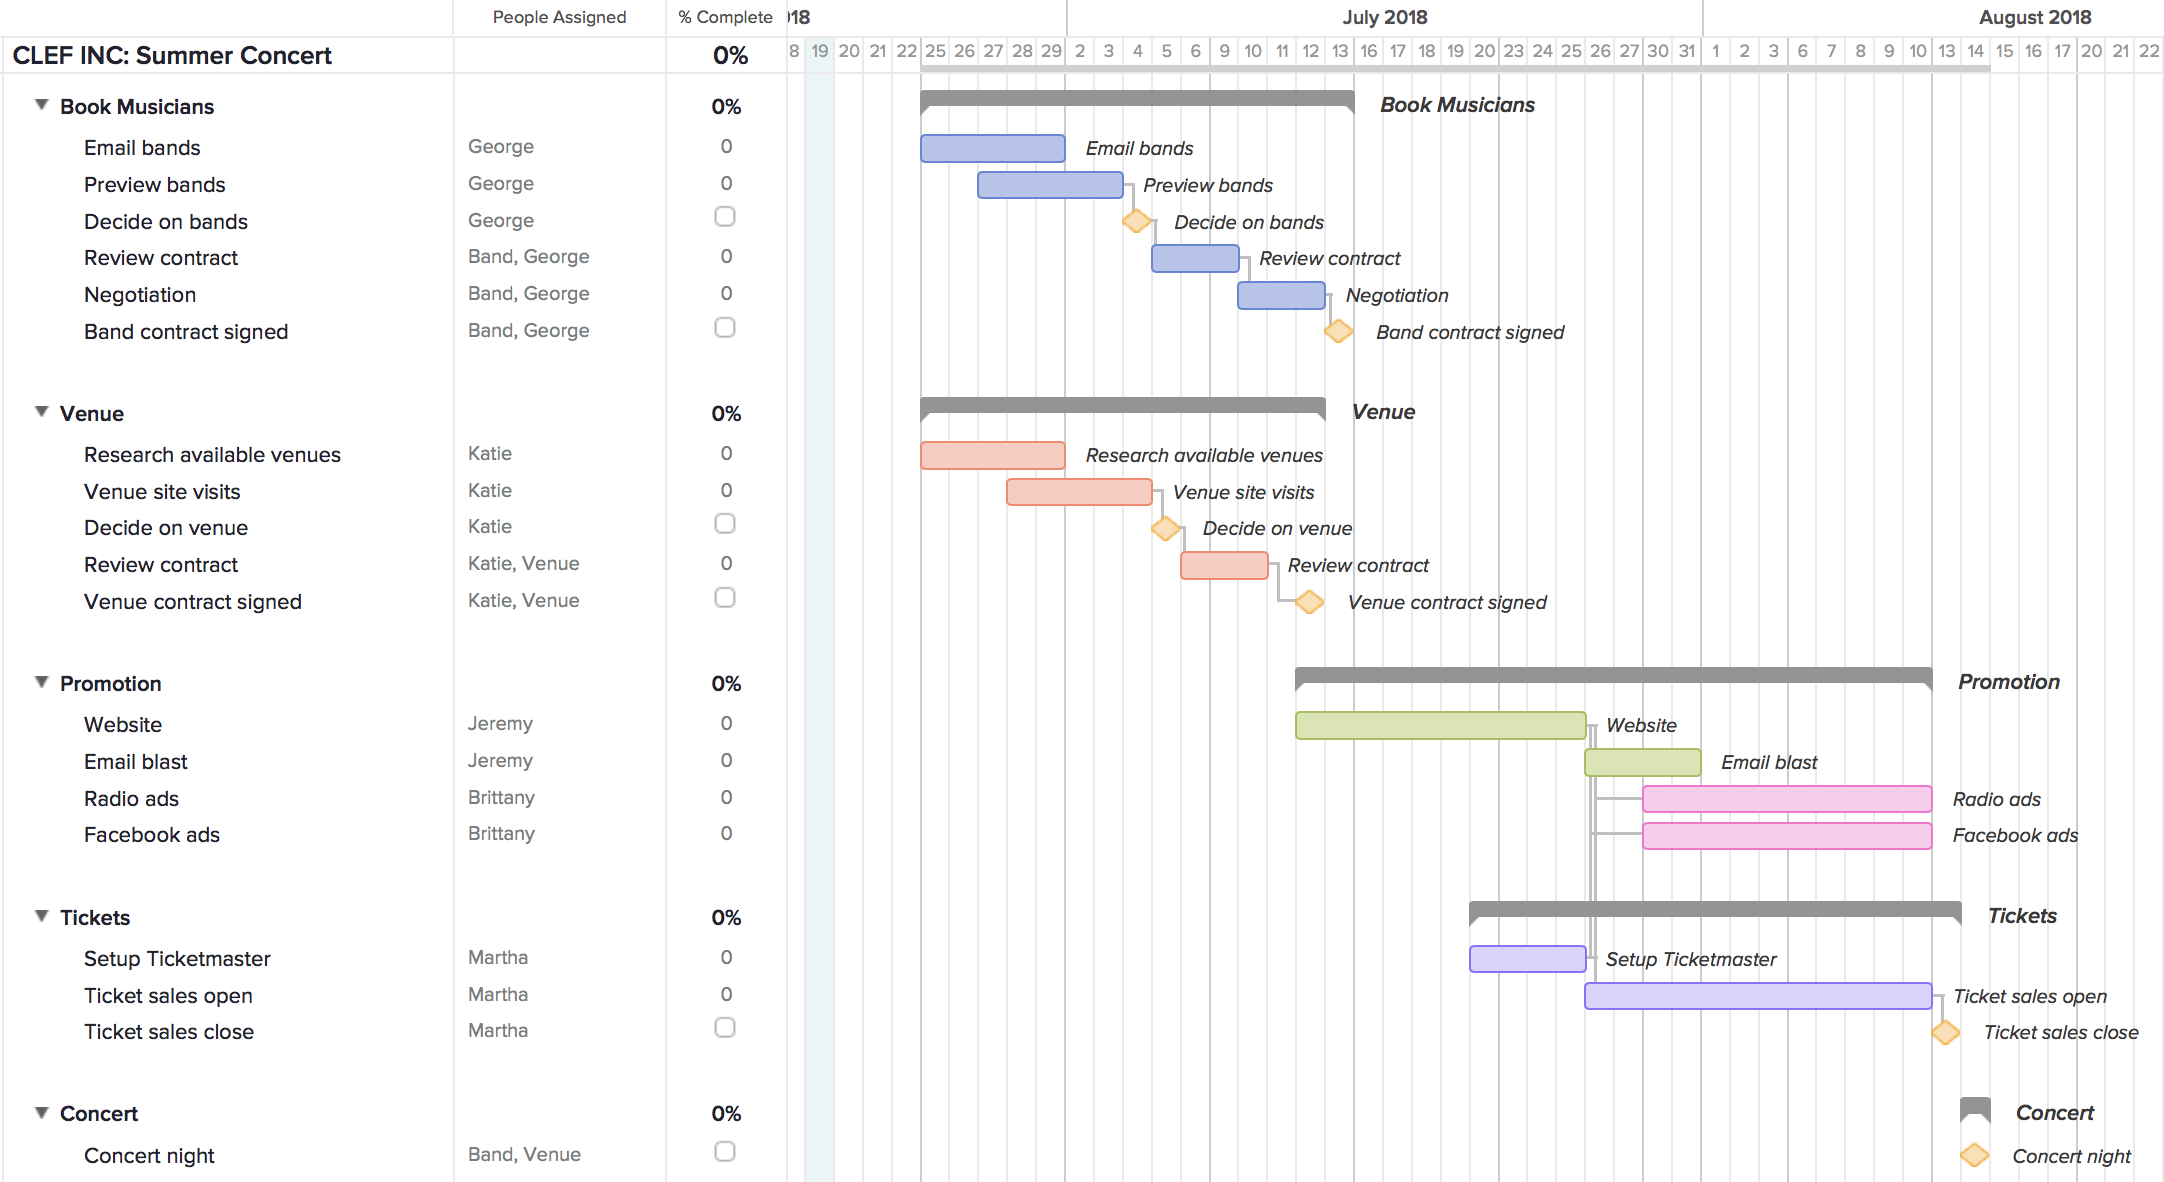 People Assigned % Complete 18 July 2018 August 2018
CLEF INC: Summer Concert 0% 8 19 20 21 22 25 26 27 28 29 2 3 4 5 6 9 10 11 12 13 16 17 18 19 20 23 24 25 26 27 30 31 1 2 3 6 7 8 9 10 13 14 15 16 17 20 21 22
Book Musicians 0% Book Musicians
Email bands George 0 Email bands
Preview bands George 0 Preview bands
Decide on bands George Decide on bands
Review contract Band, George 0 Review contract
Negotiation Band, George 0 Negotiation
Band contract signed Band, George Band contract signed
Venue 0% Venue
Research available venues Katie 0 Research available venues
Venue site visits Katie 0 Venue site visits
Decide on venue Katie Decide on venue
Review contract Katie, Venue 0 Review contract
Venue contract signed Katie, Venue Venue contract signed
Promotion 0% Promotion
Website Jeremy 0 Website
Email blast Jeremy 0 Email blast
Radio ads Brittany 0 Radio ads
Facebook ads Brittany 0 Facebook ads
Tickets 0% Tickets
Setup Ticketmaster Martha 0 Setup Ticketmaster
Ticket sales open Martha 0 Ticket sales open
Ticket sales close Martha Ticket sales close
Concert 0% Concert
Concert night Band, Venue Concert night